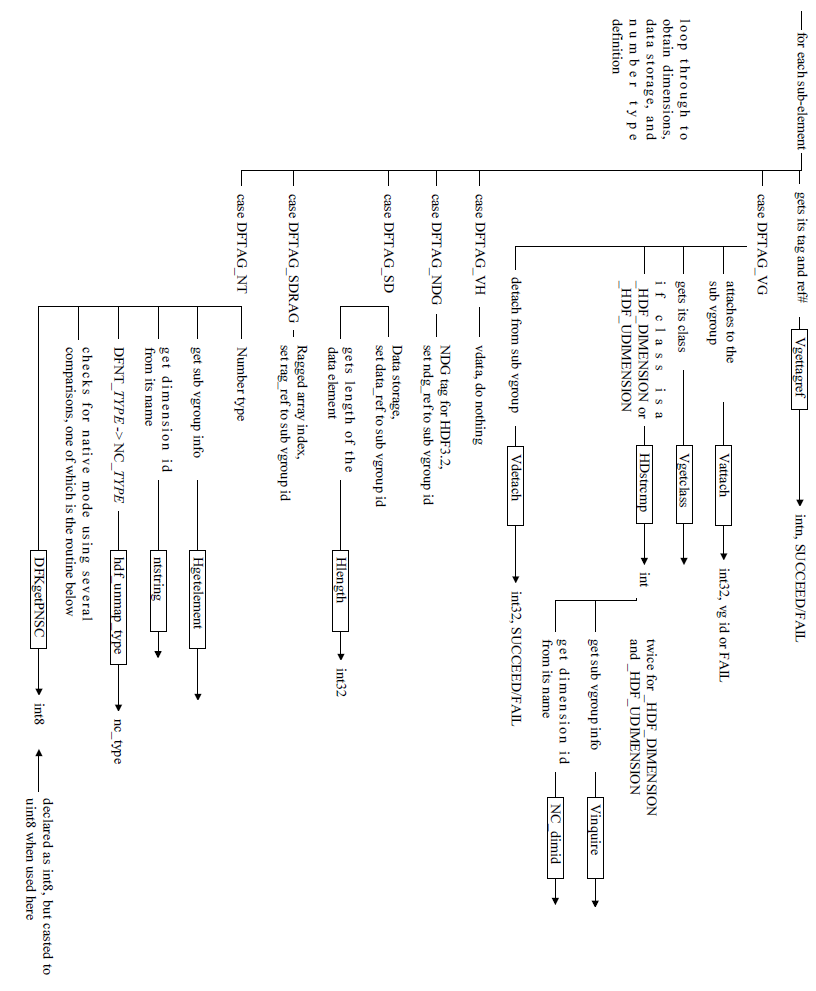 for each sub-element
loop through to
obtain dimensions,
data storage, and
number type
definition
gets its tag and ref#
Vgettagref
intn, SUCCEED/FAIL
case DFTAG_VG
attaches to the
sub vgroup
Vattach
int32, vg id or FAIL
gets its class
Vgetclass
if class is a
_HDF_DIMENSION or
_HDF_UDIMENSION
HDstrcmp
int
twice for _HDF_DIMENSION
and _HDF_UDIMENSION
get sub vgroup info
Vinquire
get dimension id
from its name
NC_dimid
detach from sub vgroup
Vdetach
int32, SUCCEED/FAIL
case DFTAG_VH
vdata, do nothing
case DFTAG_NDG
NDG tag for HDF3.2,
set ndg_ref to sub vgroup id
case DFTAG_SD
Data storage,
set data_ref to sub vgroup id
gets length of the
data element
Hlength
int32
case DFTAG_SDRAG
Ragged array index,
set rag_ref to sub vgroup id
case DFTAG_NT
Number type
get sub vgroup info
Hgetelement
get dimension id
from its name
ntstring
DFNT_TYPE -> NC_TYPE
hdf_unmap_type
nc_type
checks for native mode using several
comparisons, one of which is the routine below
DFKgetPNSC
int8
declared as int8, but casted to
uint8 when used here